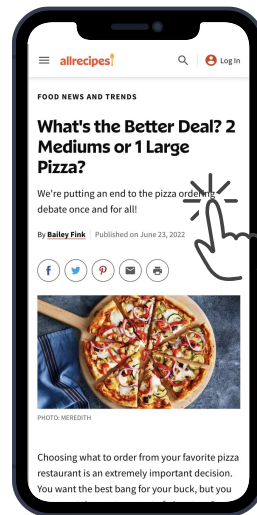 allrecipes
Log In
FOOD NEWS AND TRENDS
What's the Better Deal? 2
Mediums or 1 Large
Pizza?
We're putting an end to the pizza ordering
debate once and for all!
By Bailey Fink Published on June 23, 2022
PHOTO: MEREDITH
Choosing what to order from your favorite pizza
restaurant is an extremely important decision.
You want the best bang for your buck, but you